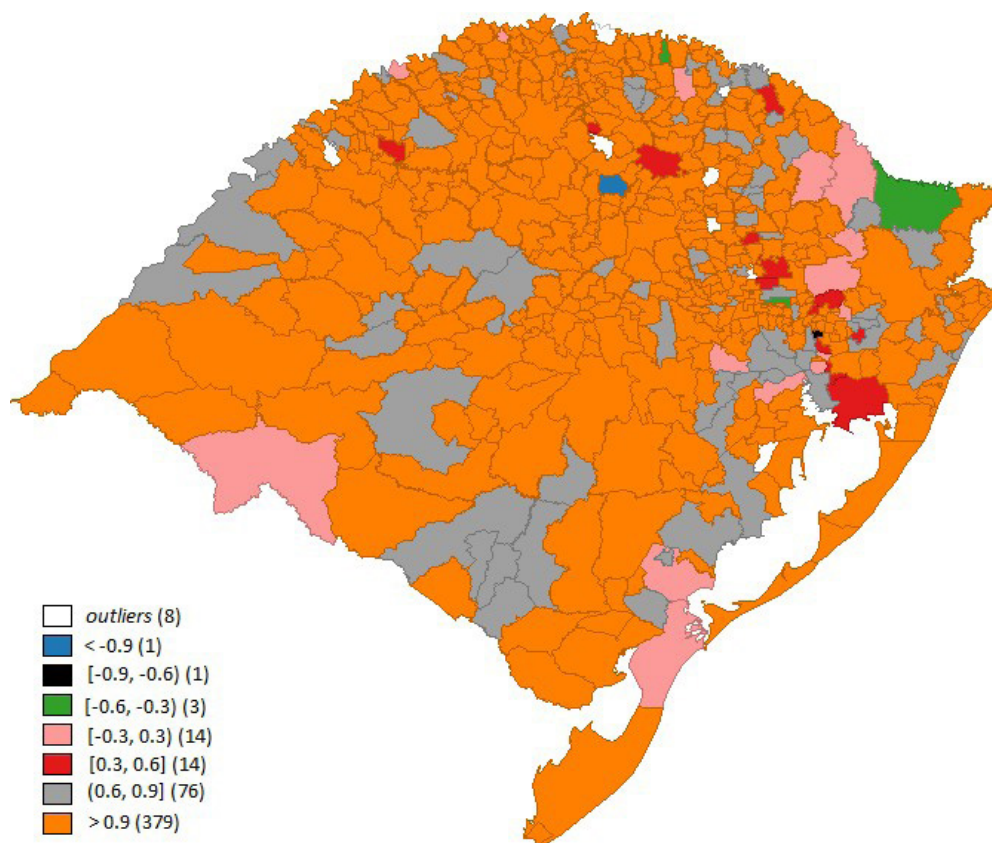 outliers (8)
< -0.9 (1)
[-0.9, -0.6) (1)
[-0.6, -0.3) (3)
[-0.3, 0.3) (14)
[0.3, 0.6] (14)
(0.6, 0.9] (76)
> 0.9 (379)